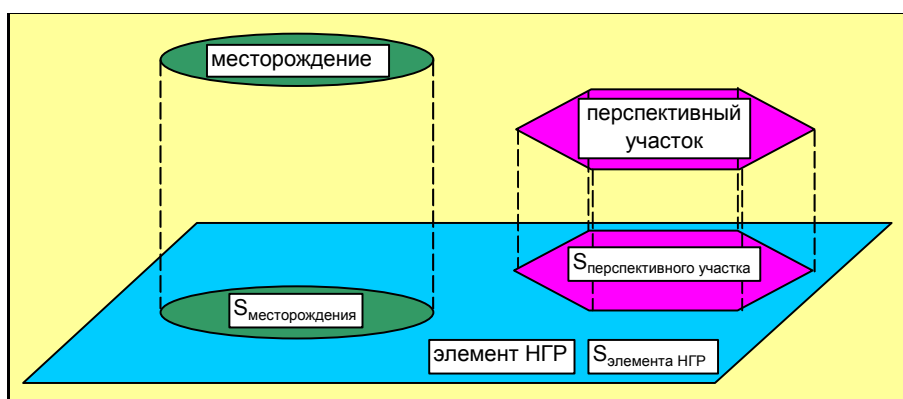 месторождение
перспективный
участок
Sперспективного участка
Sместорождения
элемент НГР
Sэлемента НГР